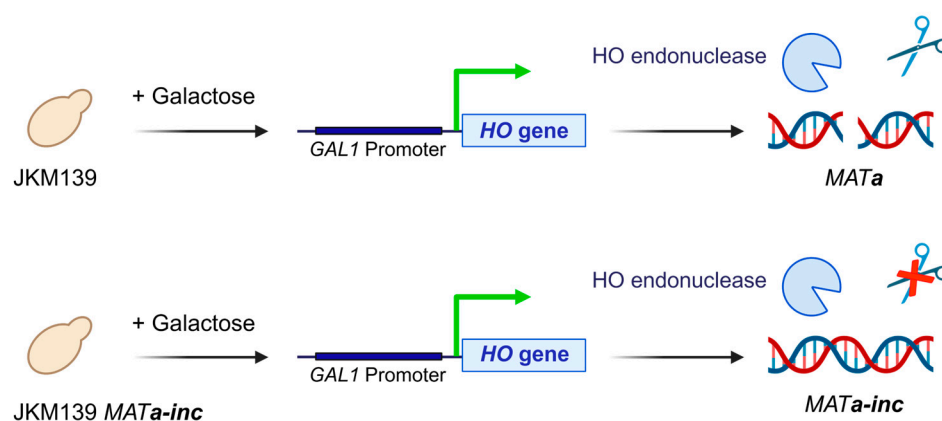 HO endonuclease
+ Galactose
HO gene
GAL1 Promoter
JKM139
MATa
HO endonuclease
+ Galactose
HO gene
GAL1 Promoter
JKM139 MATa-inc
MATa-inc